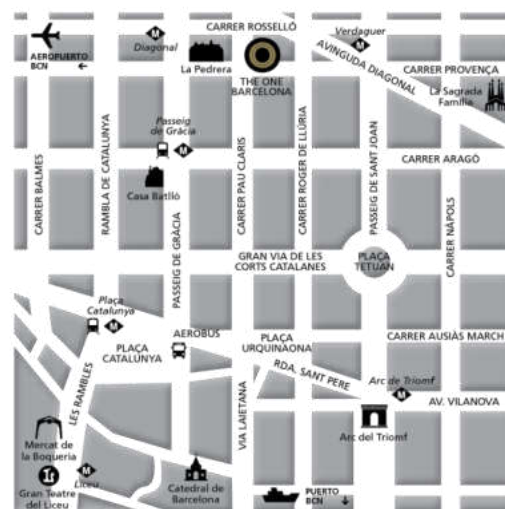 CARRER ROSSELLÓ
Verdaguer
Diagonal
AEROPUERTO
BCN
La Pedrera
THE ONE
BARCELONA
AVINGUDA DIAGONAL
CARRER PROVENÇA
La Sagrada
Família
Passeig
de Gràcia
CARRER ARAGÓ
CARRER BALMES
RAMBLA DE CATALUNYA
Casa Batlló
CARRER PAU CLARIS
CARRER ROGER DE LLÚRIA
PASSEIG DE SANT JOAN
CARRER NÀPOLS
PASSEIG DE GRÀCIA
GRAN VIA DE LES
CORTS CATALANES
PLAÇA
TETUAN
Plaça
Catalunya
AEROBÚS
PLAÇA
CATALUNYA
PLAÇA
URQUINAONA
CARRER AUSIÀS MARCH
RDA. SANT PERE
Arc de Triomf
AV. VILANOVA
LES RAMBLES
VIA LAIETANA
Arc del Triomf
Mercat de
la Boqueria
Liceu
Gran Teatre
del Liceu
Catedral de
Barcelona
PUERTO
BCN
M
M
M
M
M
M